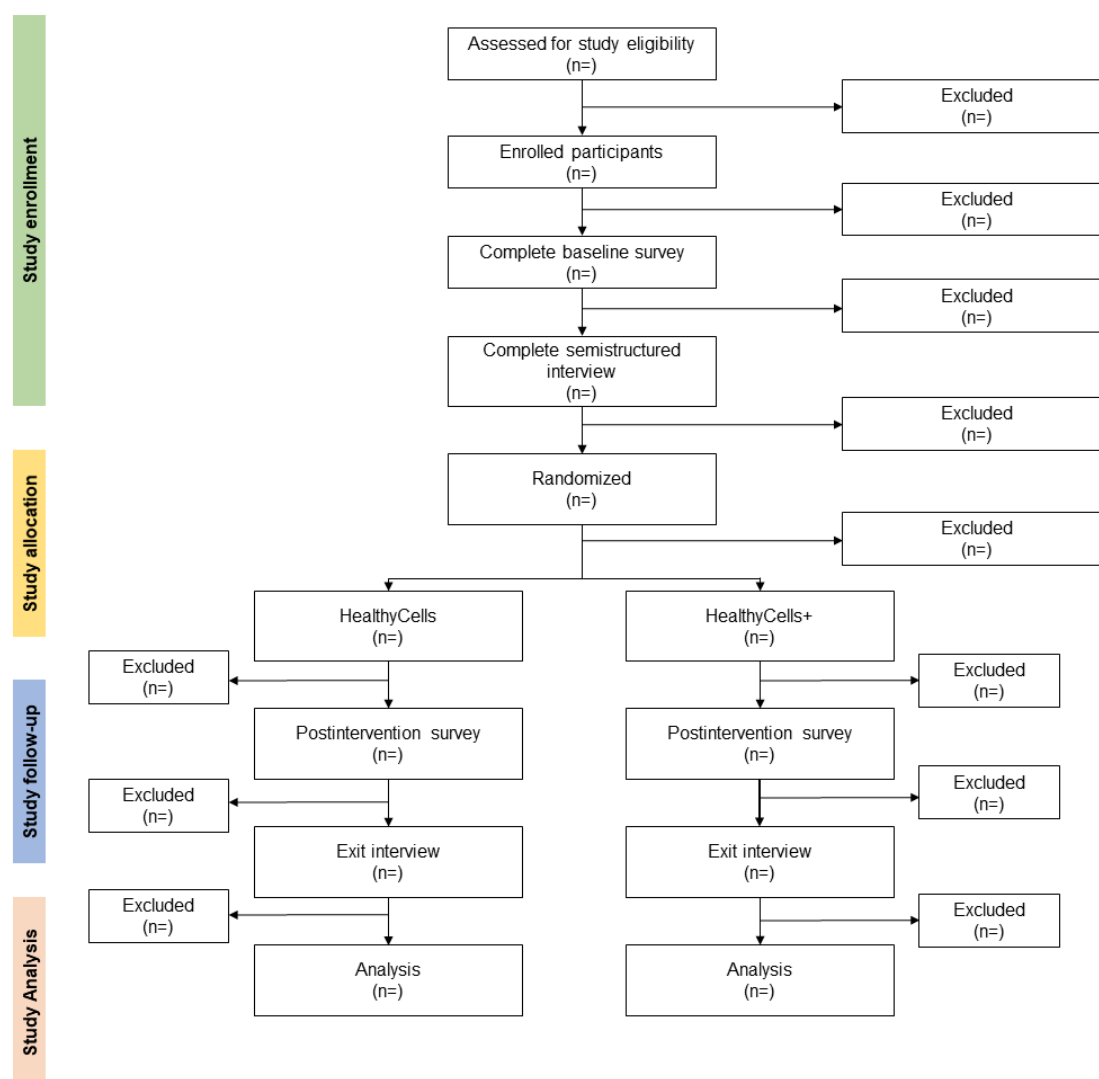 Study enrollment
Assessed for study eligibility
(n=)
Excluded
(n=)
Enrolled participants
(n=)
Excluded
(n=)
Complete baseline survey
(n=)
Excluded
(n=)
Complete semistructured
interview
(n=)
Excluded
(n=)
Study allocation
Randomized
(n=)
Excluded
(n=)
HealthyCells
(n=)
HealthyCells+
(n=)
Excluded
(n=)
Excluded
(n=)
Study follow-up
Postintervention survey
(n=)
Postintervention survey
(n=)
Excluded
(n=)
Excluded
(n=)
Exit interview
(n=)
Exit interview
(n=)
Excluded
(n=)
Excluded
(n=)
Study Analysis
Analysis
(n=)
Analysis
(n=)